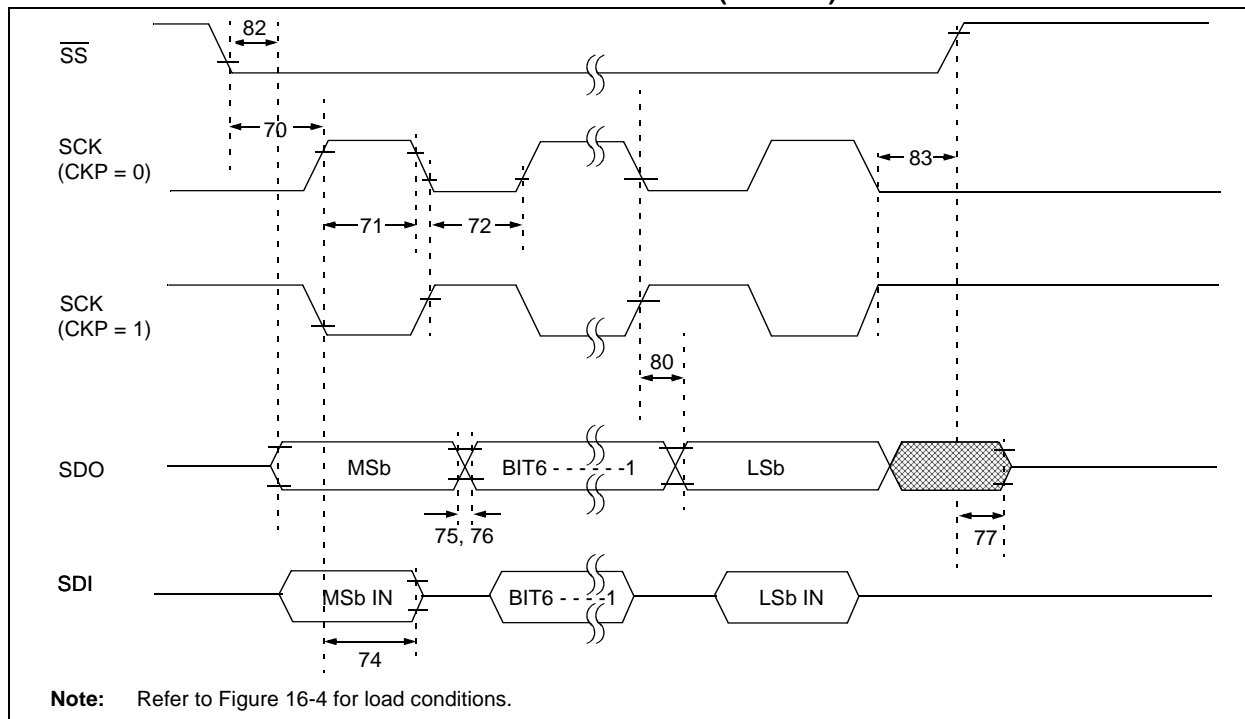 82
SS
70
SCK
(CKP = 0)
83
71
72
SCK
(CKP = 1)
80
SDO
MSb
BIT6 - - - - - -1
LSb
75, 76
77
SDI
MSb IN
BIT6 - - - -1
LSb IN
74
Note: Refer to Figure 16-4 for load conditions.